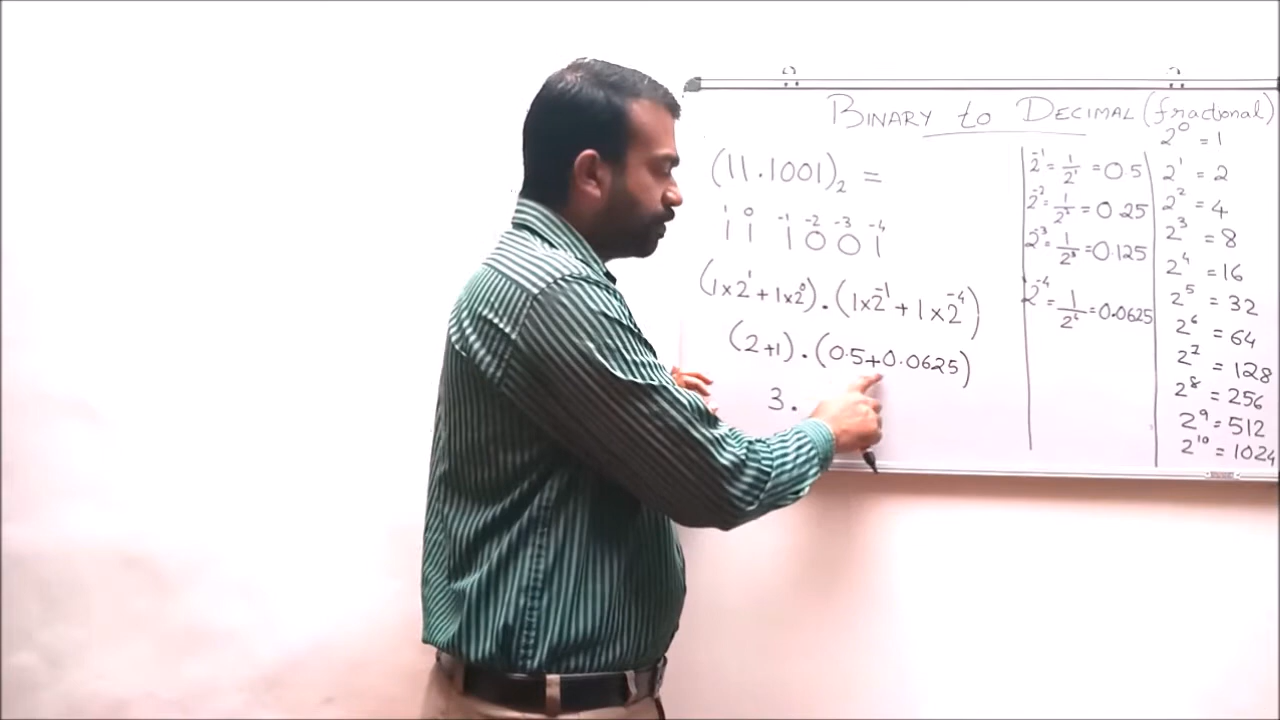 BINARY to DECIMAL (fractional)
(11.1001)₂ =
1 0 -1 -2 -3 -4
1 1 1 0 0 1
(1×2¹ + 1×2⁰) . (1×2⁻¹ + 1×2⁻⁴)
(2+1) . (0.5+0.0625)
3.
2⁻¹ = 1/2¹ = 0.5
2⁻² = 1/2² = 0.25
2⁻³ = 1/2³ = 0.125
2⁻⁴ = 1/2⁴ = 0.0625
2⁰ = 1
2¹ = 2
2² = 4
2³ = 8
2⁴ = 16
2⁵ = 32
2⁶ = 64
2⁷ = 128
2⁸ = 256
2⁹ = 512
2¹⁰ = 1024